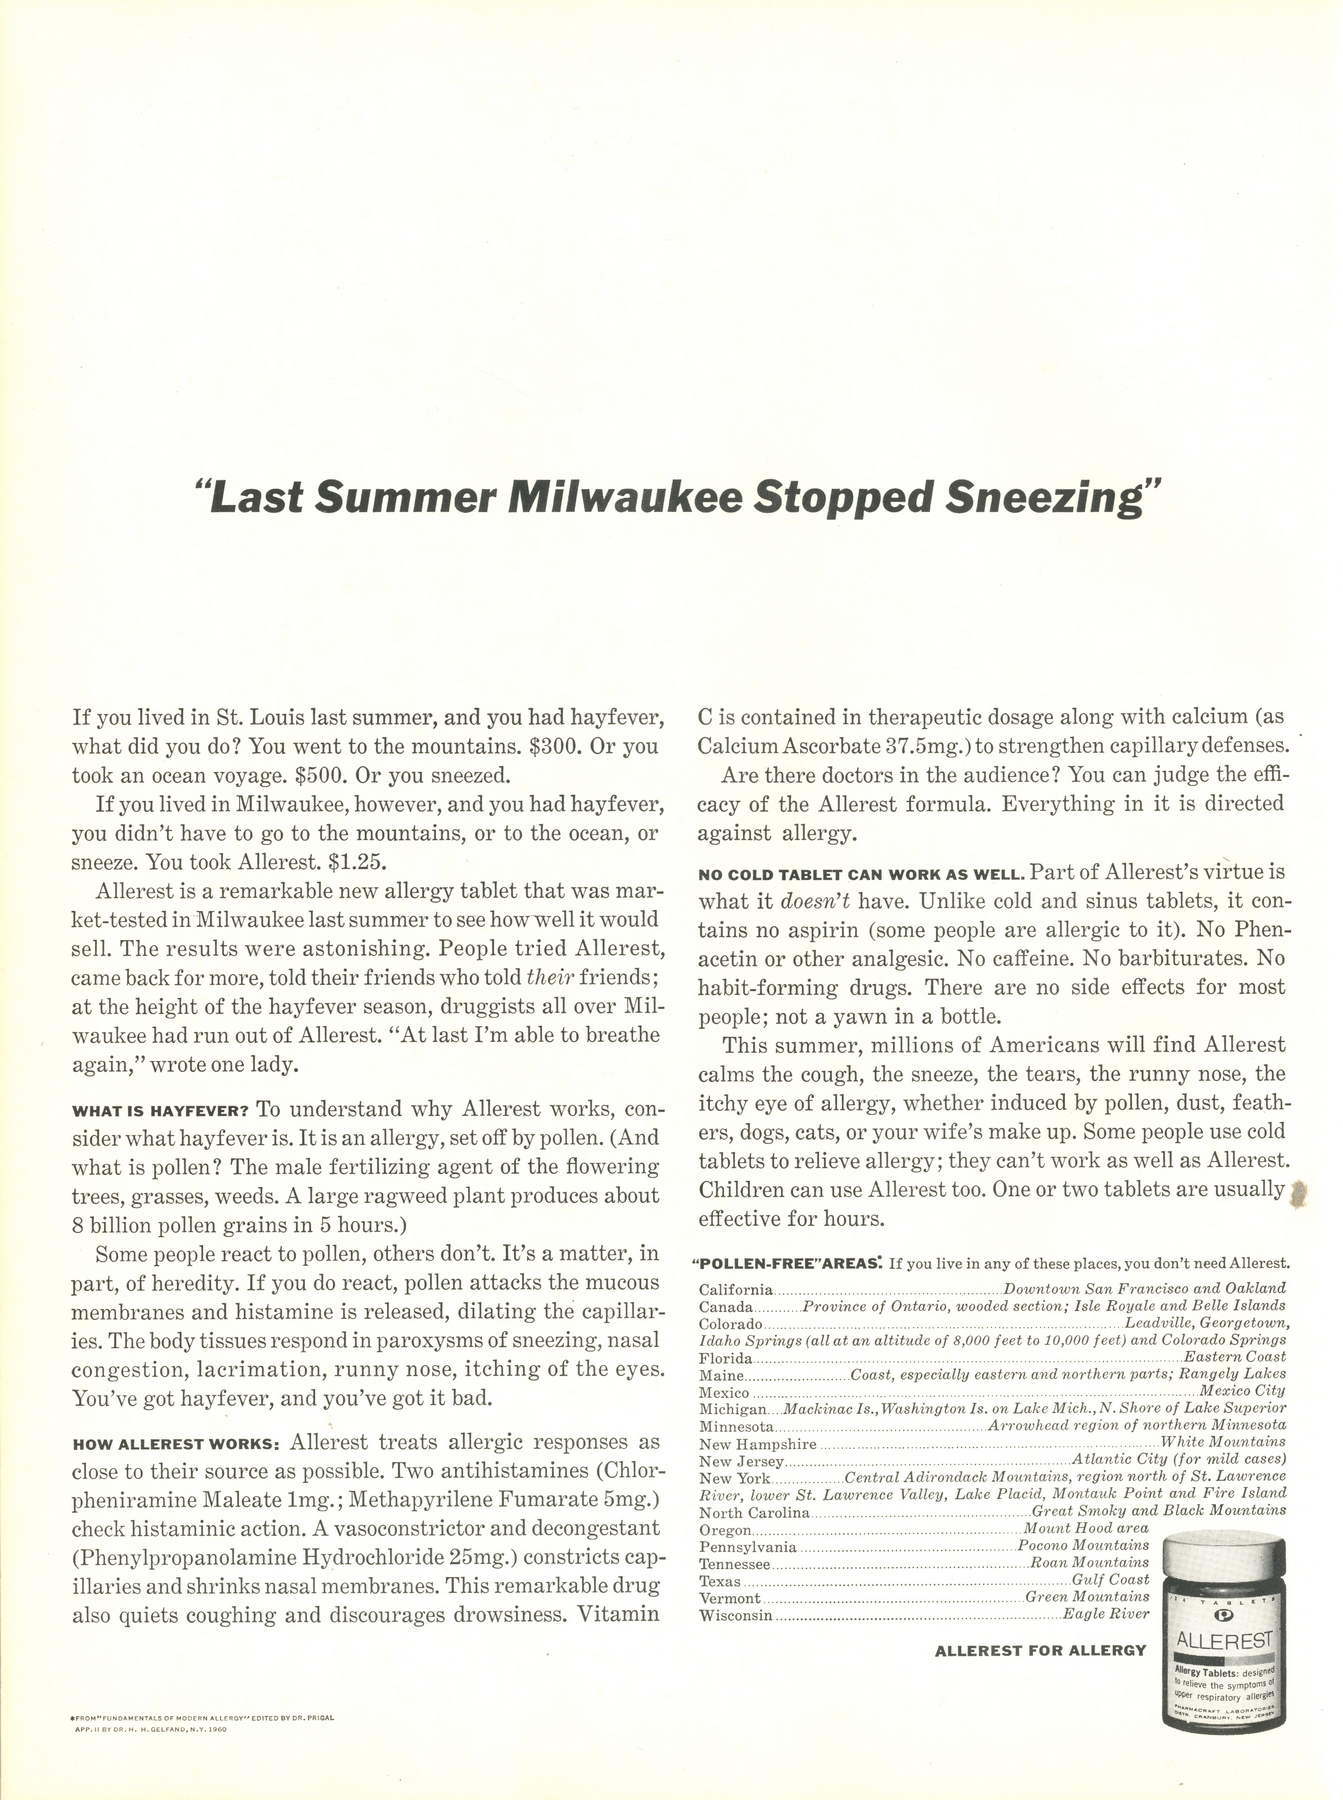 “Last Summer Milwaukee Stopped Sneezing”
If you lived in St. Louis last summer, and you had hayfever,
what did you do? You went to the mountains. $300. Or you
took an ocean voyage. $500. Or you sneezed.
If you lived in Milwaukee, however, and you had hayfever,
you didn’t have to go to the mountains, or to the ocean, or
sneeze. You took Allerest. $1.25.
Allerest is a remarkable new allergy tablet that was mar-
ket-tested in Milwaukee last summer to see how well it would
sell. The results were astonishing. People tried Allerest,
came back for more, told their friends who told their friends;
at the height of the hayfever season, druggists all over Mil-
waukee had run out of Allerest. “At last I’m able to breathe
again,” wrote one lady.
WHAT IS HAYFEVER? To understand why Allerest works, con-
sider what hayfever is. It is an allergy, set off by pollen. (And
what is pollen? The male fertilizing agent of the flowering
trees, grasses, weeds. A large ragweed plant produces about
8 billion pollen grains in 5 hours.)
Some people react to pollen, others don’t. It’s a matter, in
part, of heredity. If you do react, pollen attacks the mucous
membranes and histamine is released, dilating the capillar-
ies. The body tissues respond in paroxysms of sneezing, nasal
congestion, lacrimation, runny nose, itching of the eyes.
You’ve got hayfever, and you’ve got it bad.
HOW ALLEREST WORKS: Allerest treats allergic responses as
close to their source as possible. Two antihistamines (Chlor-
pheniramine Maleate 1mg.; Methapyrilene Fumarate 5mg.)
check histaminic action. A vasoconstrictor and decongestant
(Phenylpropanolamine Hydrochloride 25mg.) constricts cap-
illaries and shrinks nasal membranes. This remarkable drug
also quiets coughing and discourages drowsiness. Vitamin
C is contained in therapeutic dosage along with calcium (as
Calcium Ascorbate 37.5mg.) to strengthen capillary defenses.
Are there doctors in the audience? You can judge the effi-
cacy of the Allerest formula. Everything in it is directed
against allergy.
NO COLD TABLET CAN WORK AS WELL. Part of Allerest’s virtue is
what it doesn’t have. Unlike cold and sinus tablets, it con-
tains no aspirin (some people are allergic to it). No Phen-
acetin or other analgesic. No caffeine. No barbiturates. No
habit-forming drugs. There are no side effects for most
people; not a yawn in a bottle.
This summer, millions of Americans will find Allerest
calms the cough, the sneeze, the tears, the runny nose, the
itchy eye of allergy, whether induced by pollen, dust, feath-
ers, dogs, cats, or your wife’s make up. Some people use cold
tablets to relieve allergy; they can’t work as well as Allerest.
Children can use Allerest too. One or two tablets are usually
effective for hours.
“POLLEN-FREE” AREAS*: If you live in any of these places, you don’t need Allerest.
California....Downtown San Francisco and Oakland
Canada....Province of Ontario, wooded section; Isle Royale and Belle Islands
Colorado....Leadville, Georgetown,
Idaho Springs (all at an altitude of 8,000 feet to 10,000 feet) and Colorado Springs
Florida....Eastern Coast
Maine....Coast, especially eastern and northern parts; Rangely Lakes
Mexico....Mexico City
Michigan....Mackinac Is., Washington Is. on Lake Mich., N. Shore of Lake Superior
Minnesota....Arrowhead region of northern Minnesota
New Hampshire....White Mountains
New Jersey....Atlantic City (for mild cases)
New York....Central Adirondack Mountains, region north of St. Lawrence
River, lower St. Lawrence Valley, Lake Placid, Montauk Point and Fire Island
North Carolina....Great Smoky and Black Mountains
Oregon....Mount Hood area
Pennsylvania....Pocono Mountains
Tennessee....Roan Mountains
Texas....Gulf Coast
Vermont....Green Mountains
Wisconsin....Eagle River
ALLEREST FOR ALLERGY
24 TABLETS
ALLEREST
Allergy Tablets: designed
to relieve the symptoms of
upper respiratory allergies
PHARMACRAFT LABORATORIES
DISTR. CRANBURY, NEW JERSEY
*FROM “FUNDAMENTALS OF MODERN ALLERGY” EDITED BY DR. PRIGAL
APP. II BY DR. H. H. GELFAND, N.Y. 1960